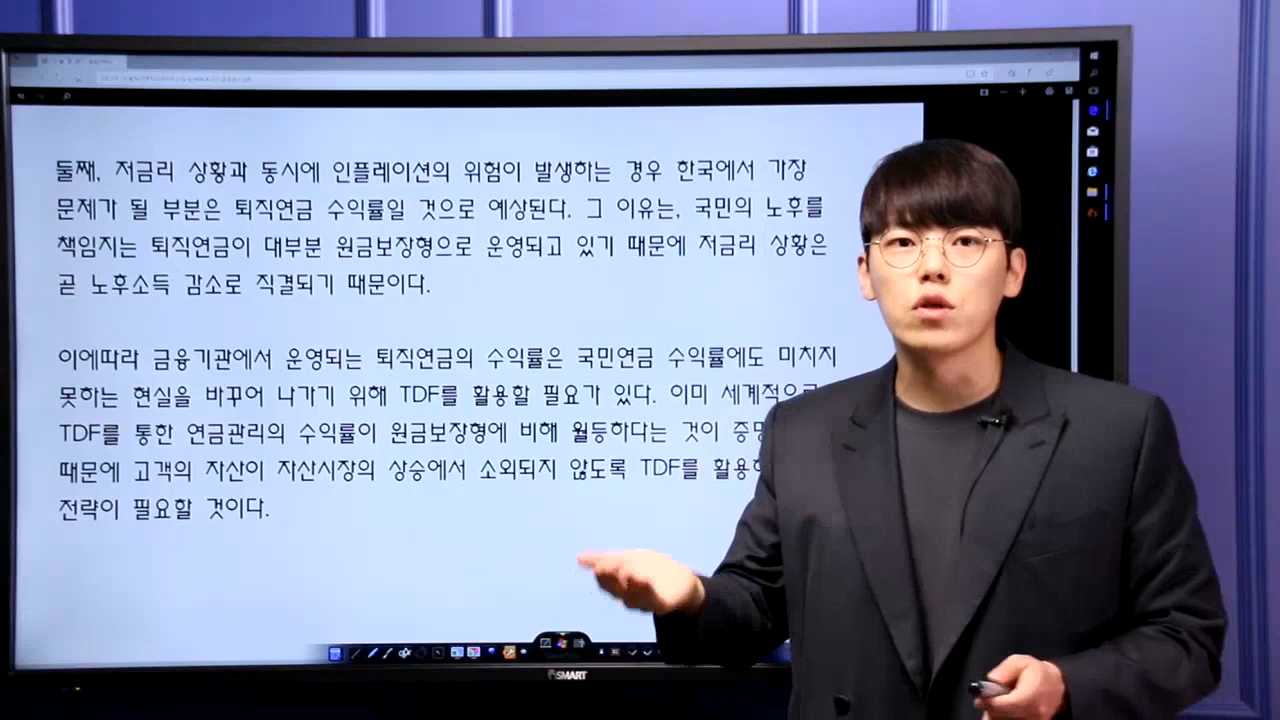 둘째, 저금리 상황과 동시에 인플레이션의 위험이 발생하는 경우 한국에서 가장
문제가 될 부분은 퇴직연금 수익률일 것으로 예상된다. 그 이유는, 국민의 노후를
책임지는 퇴직연금이 대부분 원금보장형으로 운영되고 있기 때문에 저금리 상황은
곧 노후소득 감소로 직결되기 때문이다.
이에따라 금융기관에서 운영되는 퇴직연금의 수익률은 국민연금 수익률에도 미치지
못하는 현실을 바꾸어 나가기 위해 TDF를 활용할 필요가 있다. 이미 세계적으로
TDF를 통한 연금관리의 수익률이 원금보장형에 비해 월등하다는 것이 증명
때문에 고객의 자산이 자산시장의 상승에서 소외되지 않도록 TDF를 활용하
전략이 필요할 것이다.
SMART